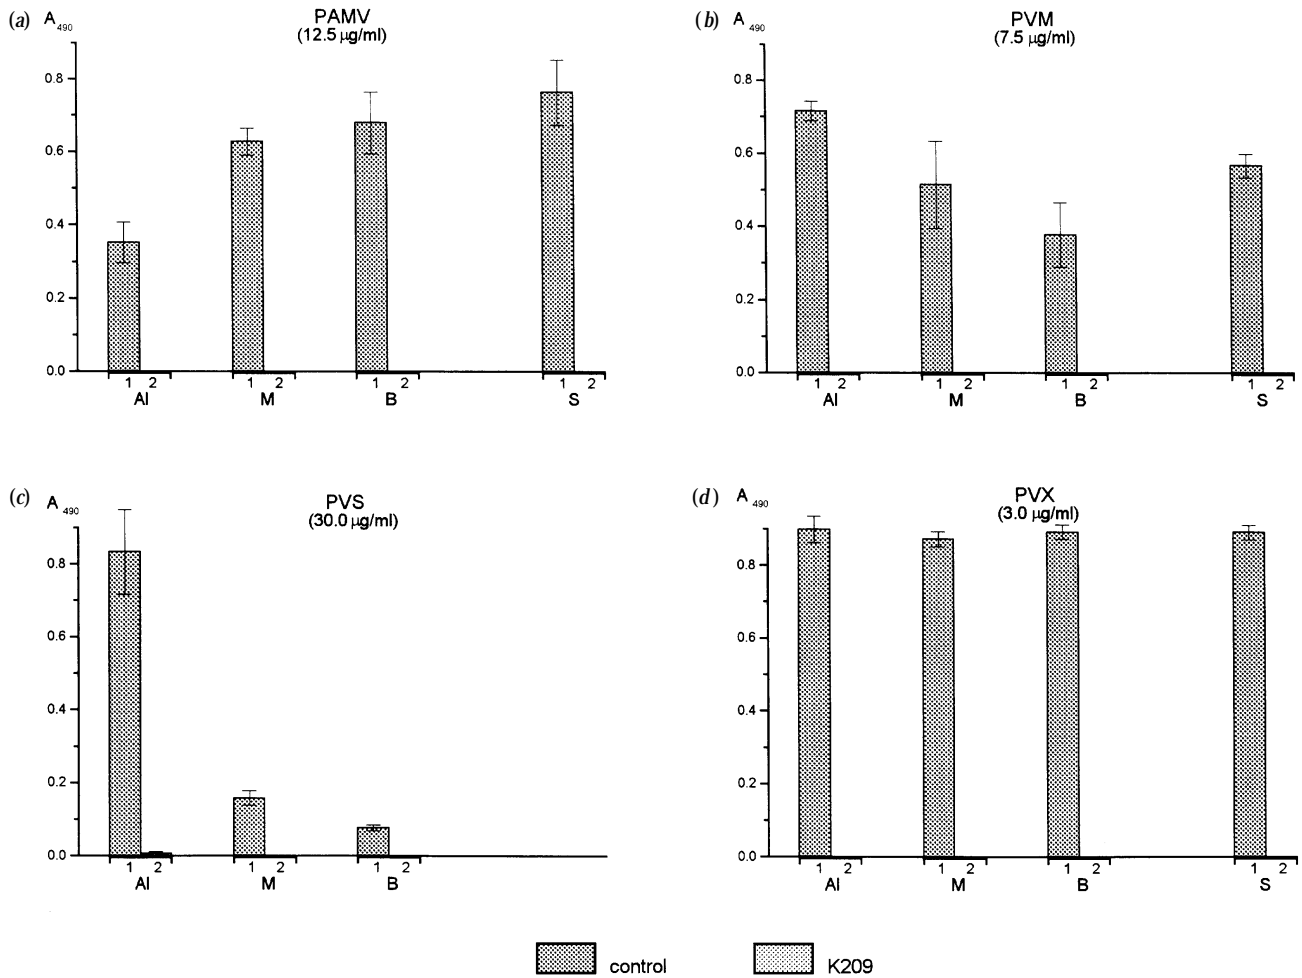 (a) A490 PAMV
(12.5 µg/ml)
0.8
0.6
0.4
0.2
0.0
1 2 1 2 1 2 1 2
Al M B S
(b) A490 PVM
(7.5 µg/ml)
0.8
0.6
0.4
0.2
0.0
1 2 1 2 1 2 1 2
Al M B S
(c) A490 PVS
(30.0 µg/ml)
0.8
0.6
0.4
0.2
0.0
1 2 1 2 1 2
Al M B
(d) A490 PVX
(3.0 µg/ml)
0.8
0.6
0.4
0.2
0.0
1 2 1 2 1 2 1 2
Al M B S
control K209